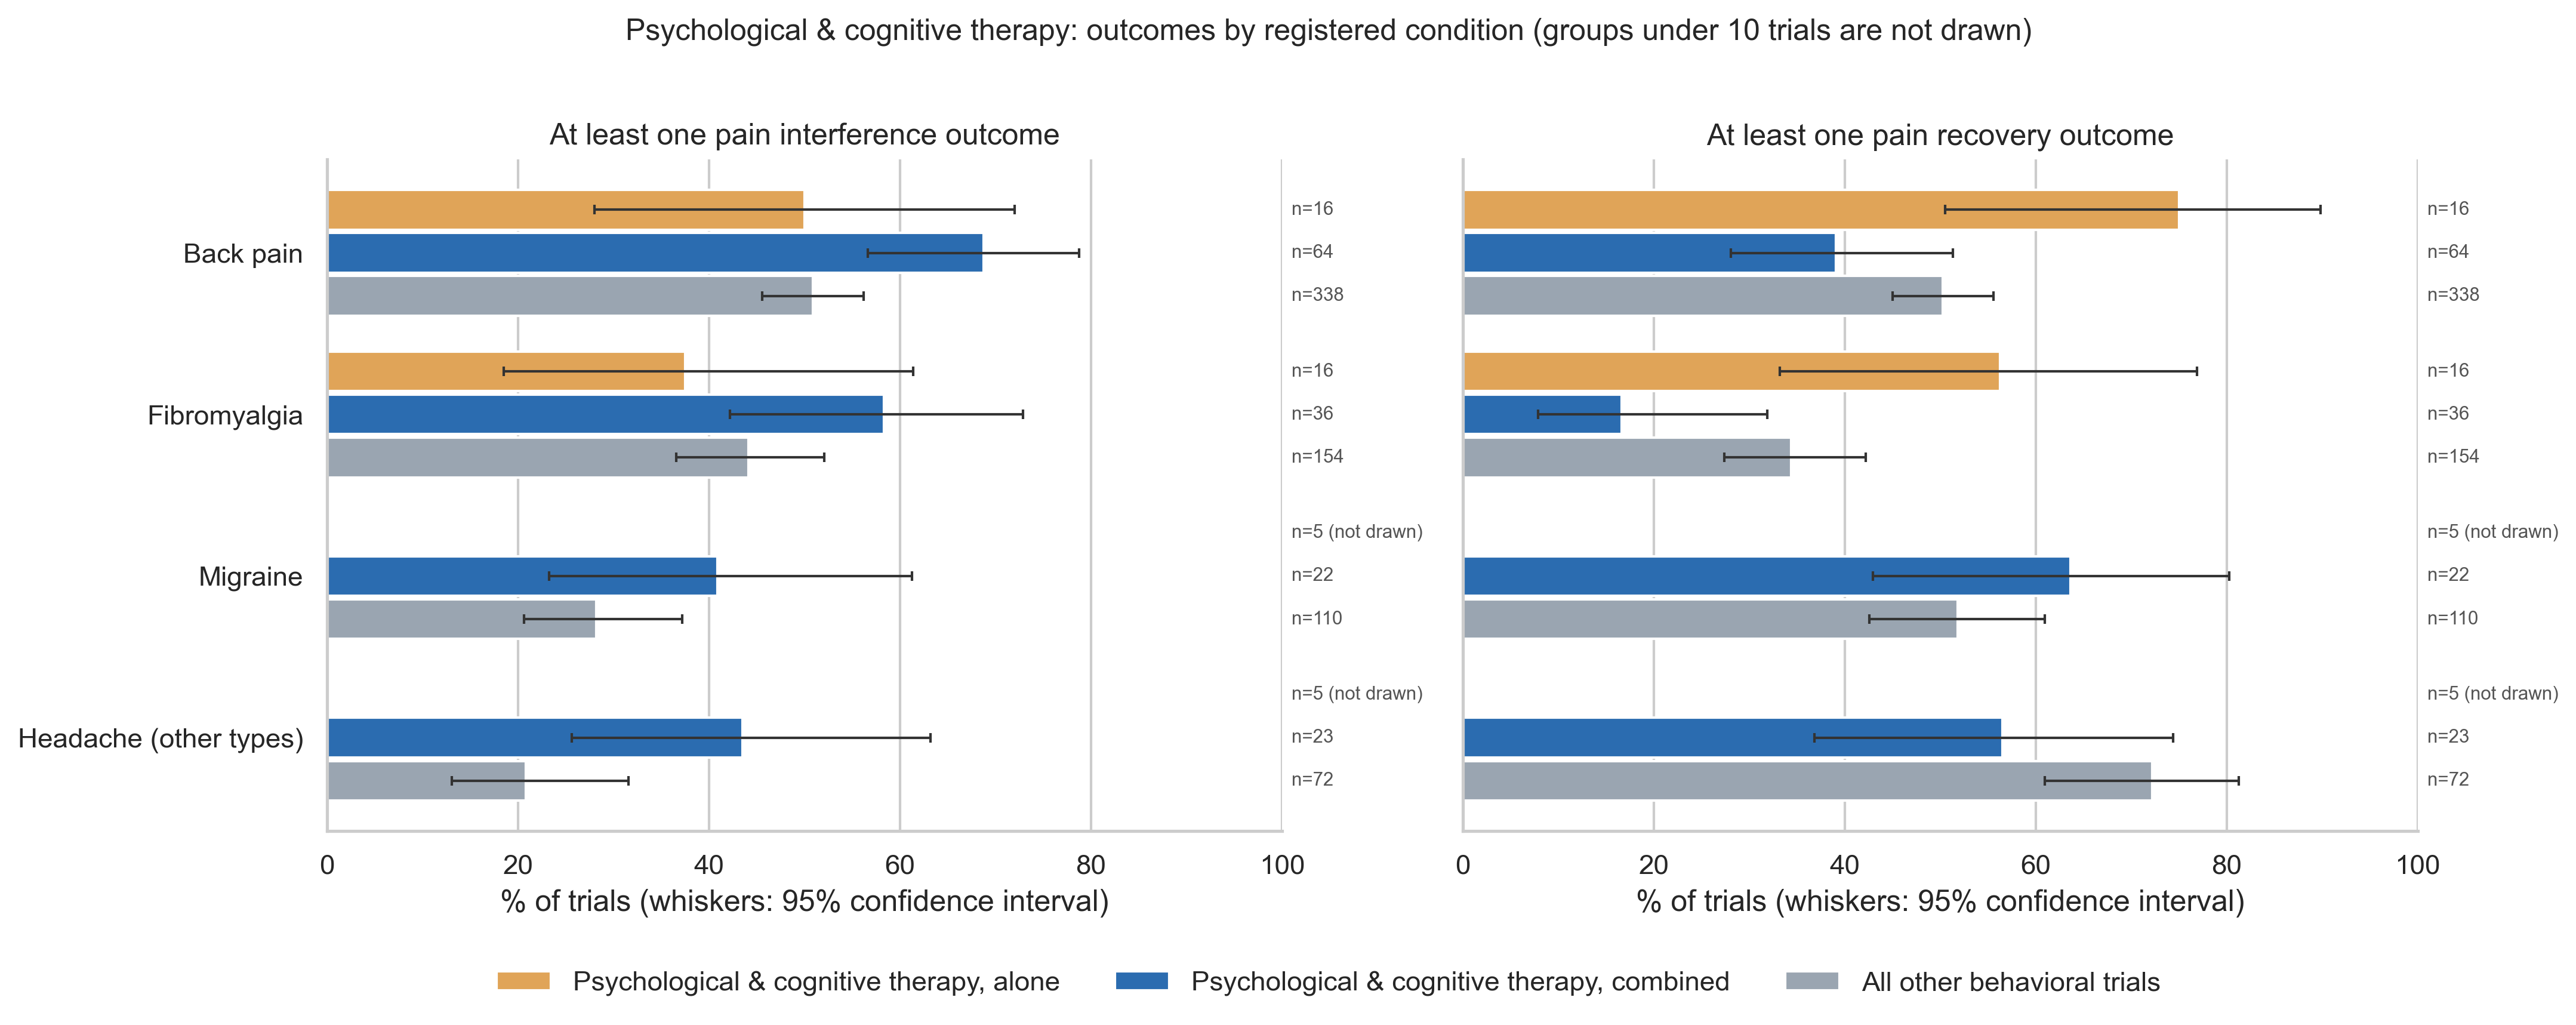 Psychological & cognitive therapy: outcomes by registered condition (groups under 10 trials are not drawn)
At least one pain interference outcome
Back pain
n=16
n=64
n=338
Fibromyalgia
n=16
n=36
n=154
Migraine
n=5 (not drawn)
n=22
n=110
Headache (other types)
n=5 (not drawn)
n=23
n=72
0 20 40 60 80 100
% of trials (whiskers: 95% confidence interval)
At least one pain recovery outcome
n=16
n=64
n=338
n=16
n=36
n=154
n=5 (not drawn)
n=22
n=110
n=5 (not drawn)
n=23
n=72
0 20 40 60 80 100
% of trials (whiskers: 95% confidence interval)
Psychological & cognitive therapy, alone
Psychological & cognitive therapy, combined
All other behavioral trials